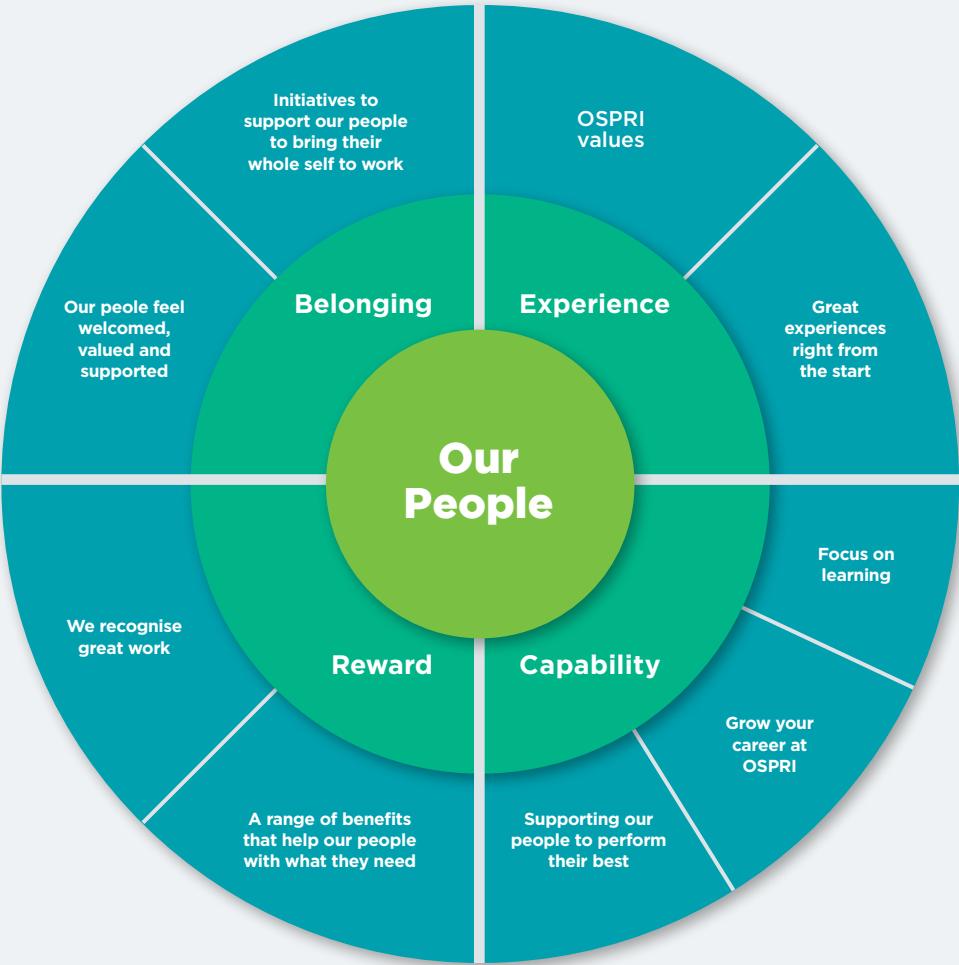 Initiatives to
support our people
to bring their
whole self to work
OSPRI
values
Our peole feel
welcomed,
valued and
supported
Belonging
Experience
Great
experiences
right from
the start
Our
People
We recognise
great work
Reward
Capability
Focus on
learning
Grow your
career at
OSPRI
A range of benefits
that help our people
with what they need
Supporting our
people to perform
their best